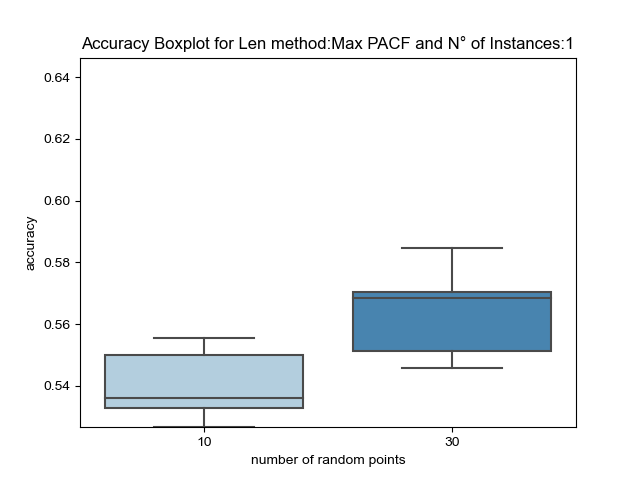 Accuracy Boxplot for Len method:Max PACF and N° of Instances:1
0.64
0.62
0.60
0.58
0.56
0.54
accuracy
10 30
number of random points